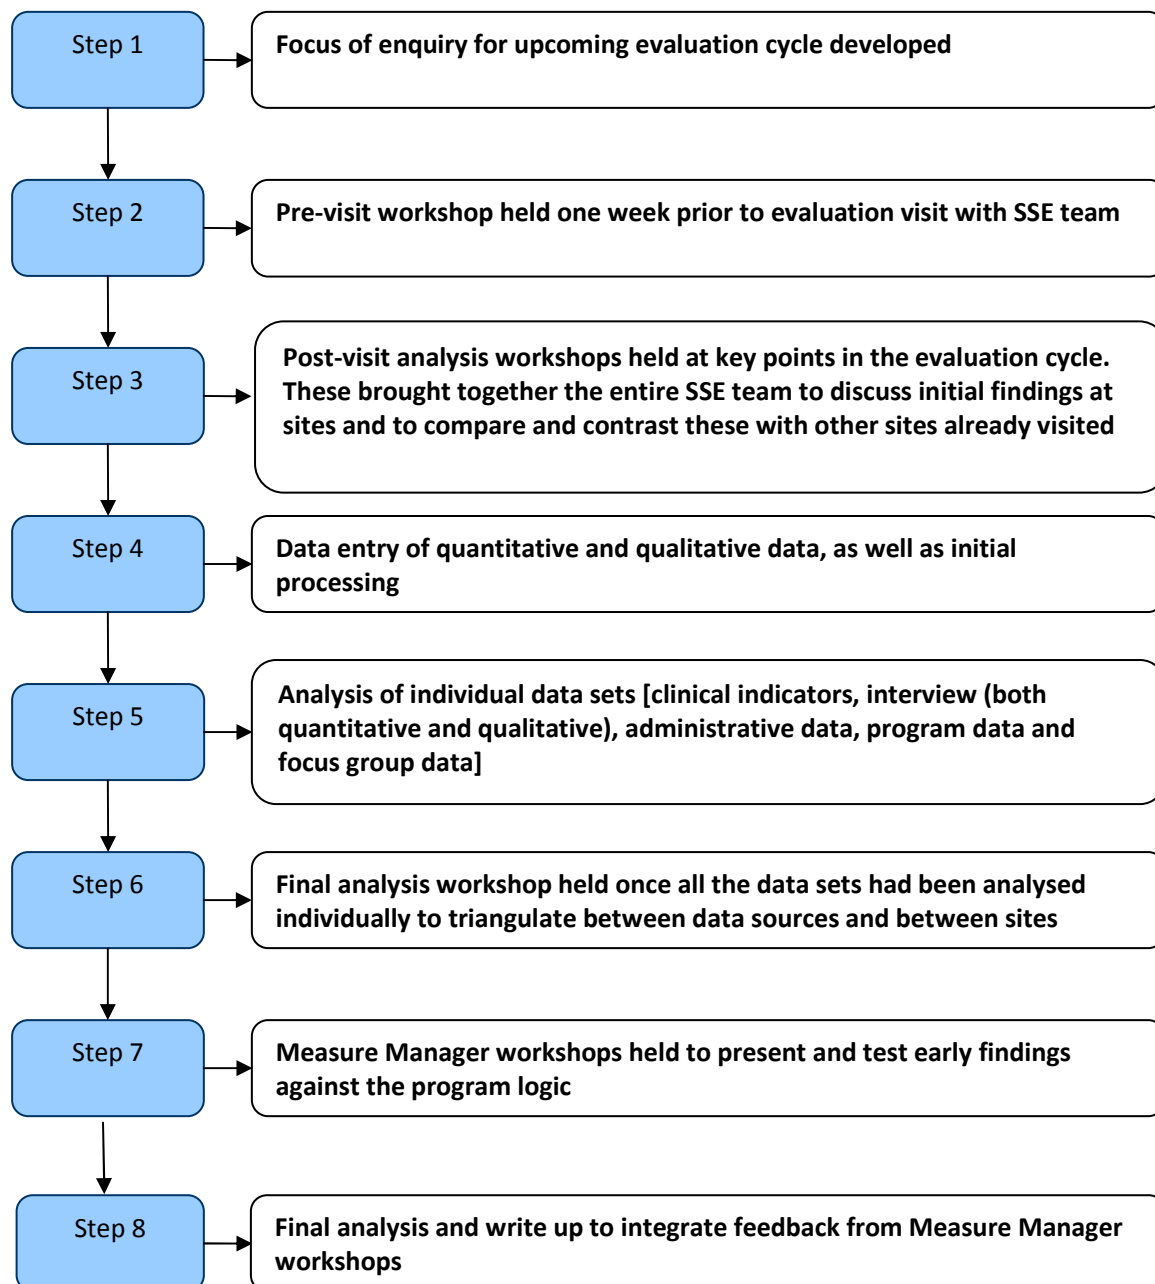 Step 1
Focus of enquiry for upcoming evaluation cycle developed
Step 2
Pre-visit workshop held one week prior to evaluation visit with SSE team
Step 3
Post-visit analysis workshops held at key points in the evaluation cycle.
These brought together the entire SSE team to discuss initial findings at
sites and to compare and contrast these with other sites already visited
Step 4
Data entry of quantitative and qualitative data, as well as initial
processing
Step 5
Analysis of individual data sets [clinical indicators, interview (both
quantitative and qualitative), administrative data, program data and
focus group data]
Step 6
Final analysis workshop held once all the data sets had been analysed
individually to triangulate between data sources and between sites
Step 7
Measure Manager workshops held to present and test early findings
against the program logic
Step 8
Final analysis and write up to integrate feedback from Measure Manager
workshops